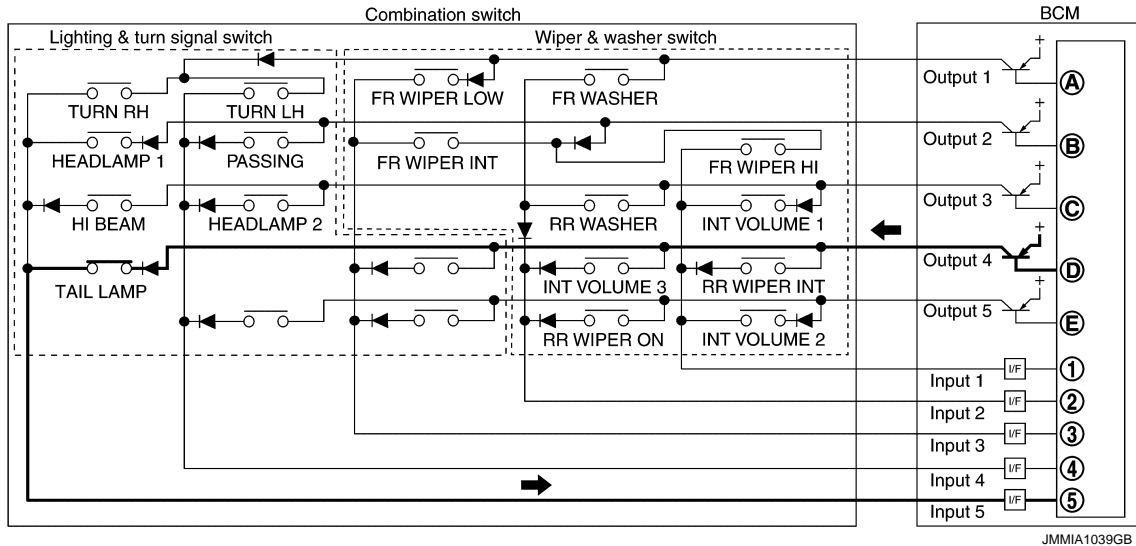 Combination switch
BCM
Lighting & turn signal switch
Wiper & washer switch
+
Output 1
A
TURN RH
TURN LH
FR WIPER LOW
FR WASHER
+
Output 2
B
HEADLAMP 1
PASSING
FR WIPER INT
FR WIPER HI
+
Output 3
C
HI BEAM
HEADLAMP 2
RR WASHER
INT VOLUME 1
+
Output 4
D
TAIL LAMP
INT VOLUME 3
RR WIPER INT
+
Output 5
E
RR WIPER ON
INT VOLUME 2
I/F
1
Input 1
I/F
2
Input 2
I/F
3
Input 3
I/F
4
Input 4
I/F
5
Input 5
JMMIA1039GB